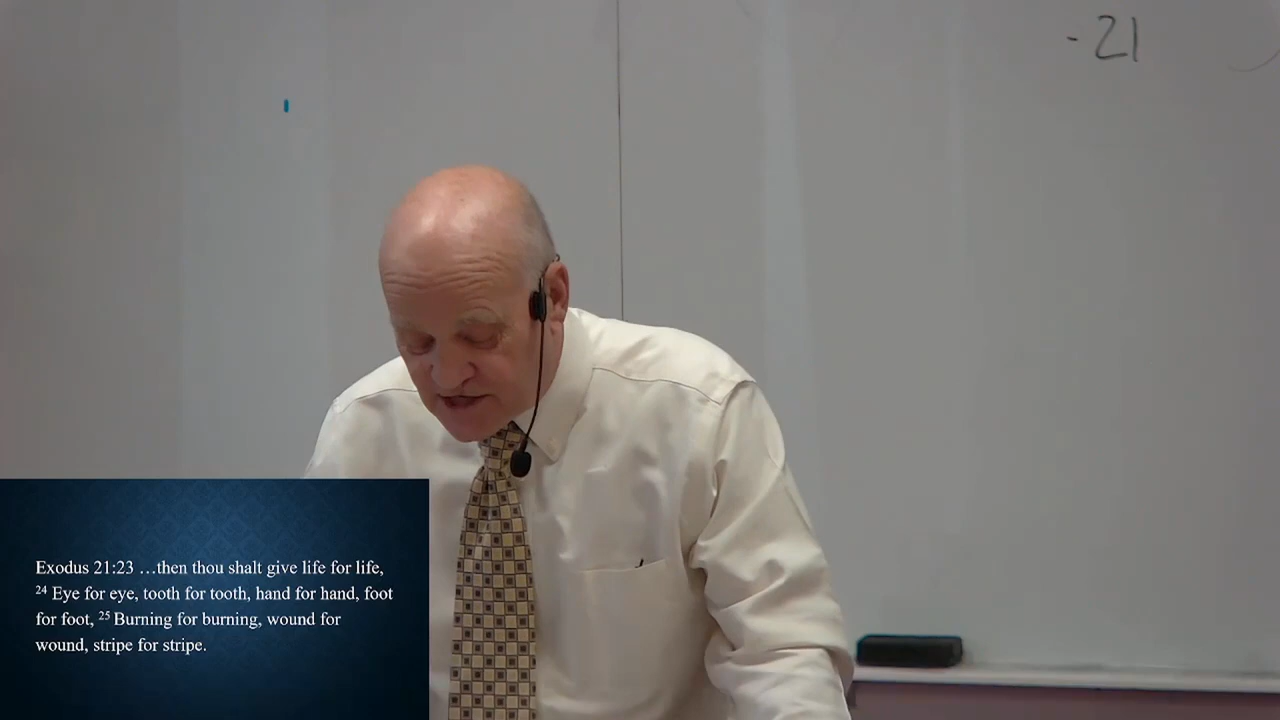 -21
Exodus 21:23 …then thou shalt give life for life,
24 Eye for eye, tooth for tooth, hand for hand, foot
for foot, 25 Burning for burning, wound for
wound, stripe for stripe.